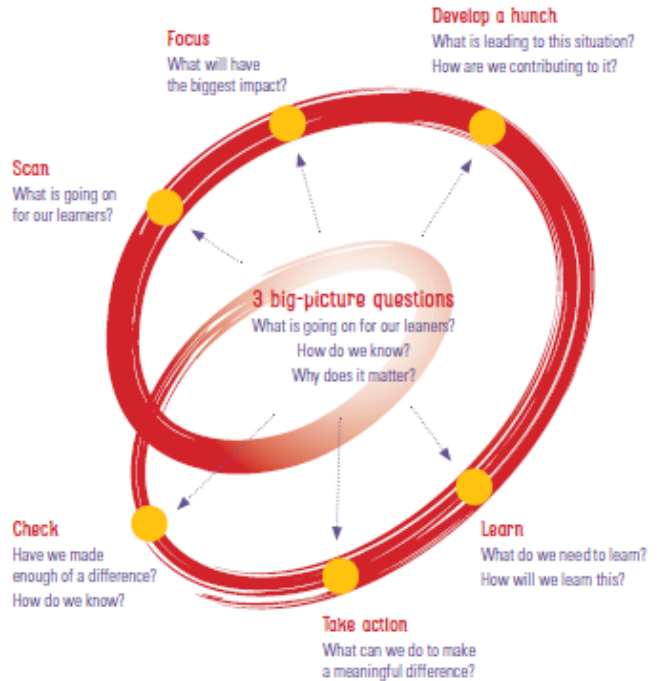 Develop a hunch
What is leading to this situation?
How are we contributing to it?
Focus
What will have
the biggest impact?
Scan
What is going on
for our learners?
3 big-picture questions
What is going on for our leaners?
How do we know?
Why does it matter?
Check
Have we made
enough of a difference?
How do we know?
Learn
What do we need to learn?
How will we learn this?
Take action
What can we do to make
a meaningful difference?